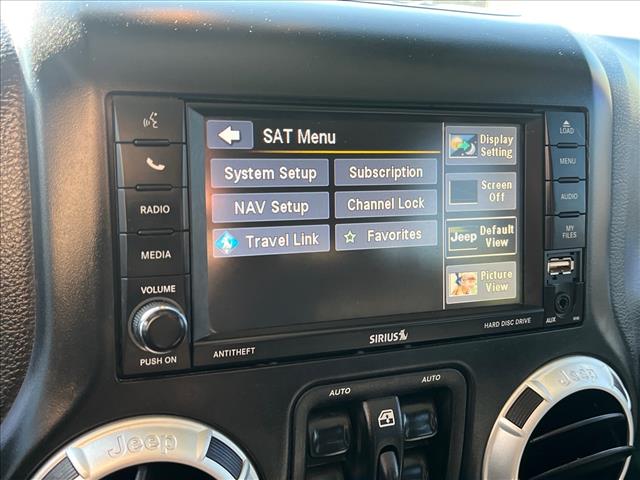 SAT Menu
System Setup
Subscription
NAV Setup
Channel Lock
Travel Link
Favorites
Display
Setting
Screen
Off
Jeep
Default
View
Picture
View
RADIO
MEDIA
VOLUME
PUSH ON
ANTITHEFT
SIRIUS
HARD DISC DRIVE
LOAD
MENU
AUDIO
MY
FILES
AUX
AUTO
AUTO
Jeep
Jeep